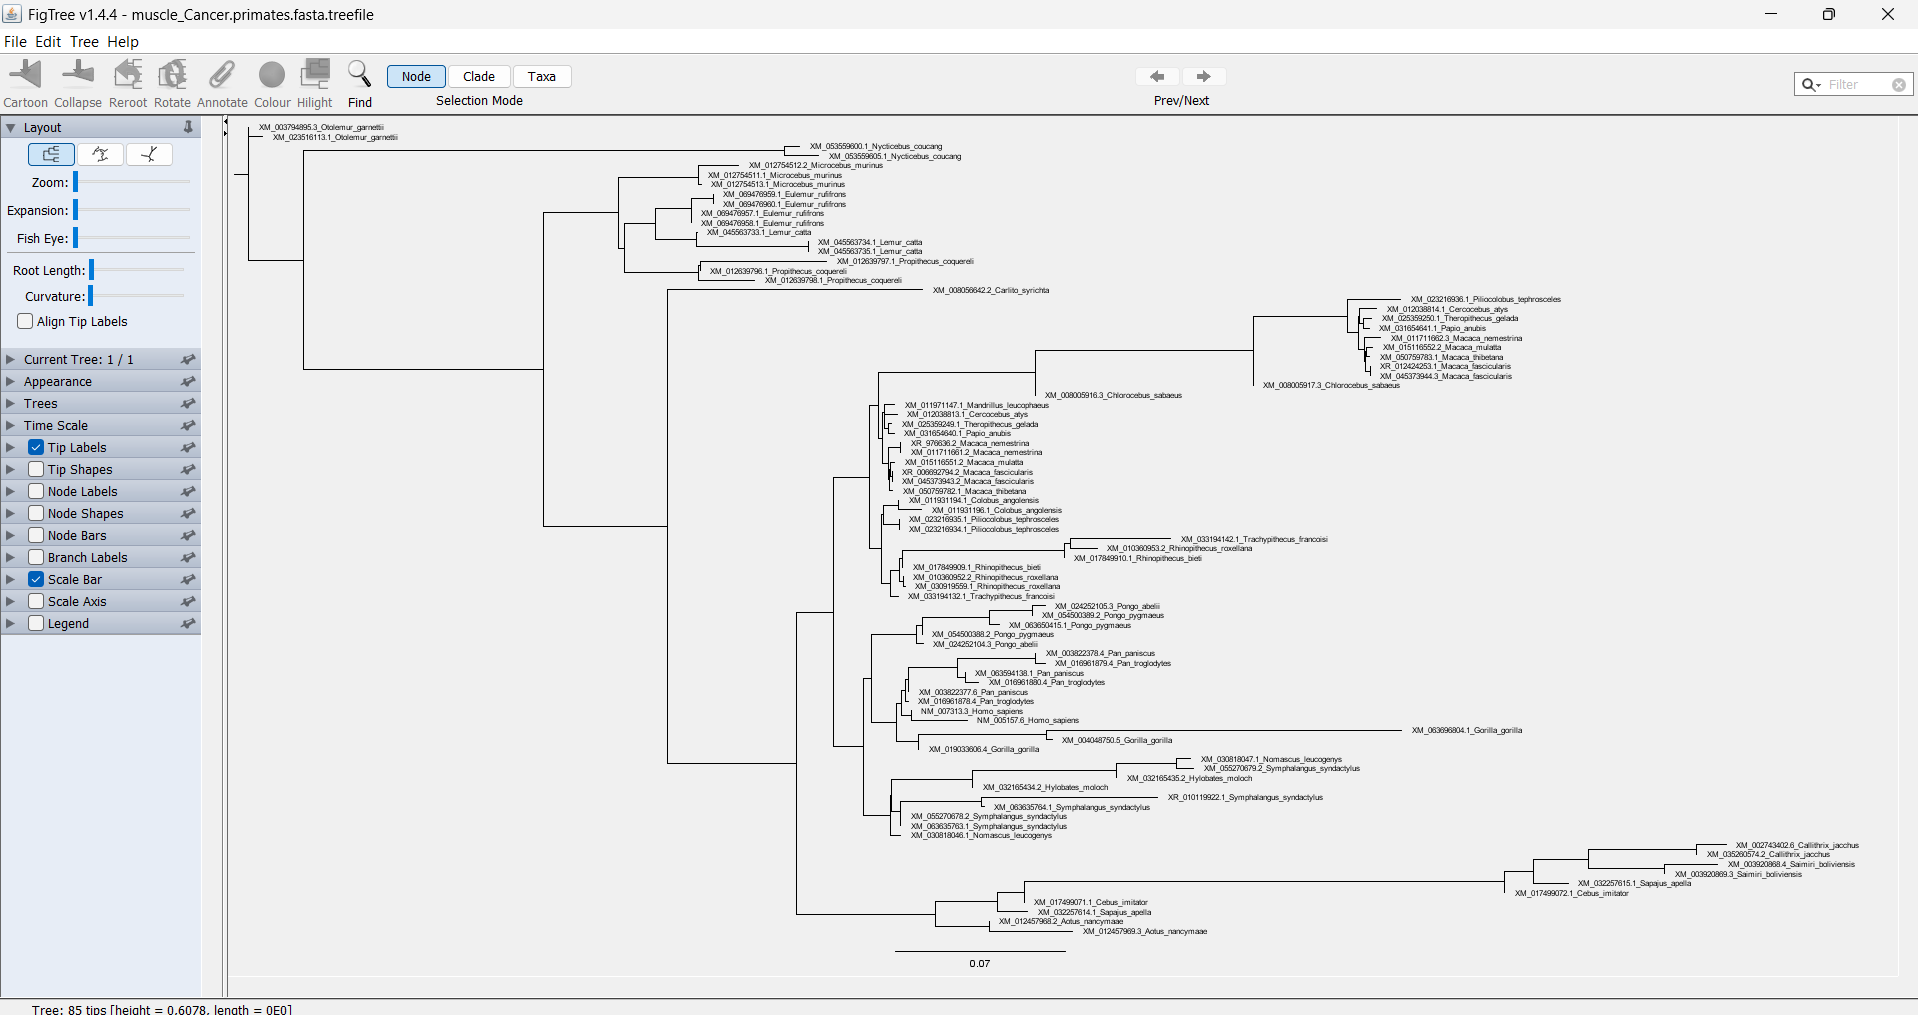 FigTree v1.4.4 - muscle_Cancer.primates.fasta.treefile
File Edit Tree Help
Cartoon Collapse Reroot Rotate Annotate Colour Hilight Find
Node Clade Taxa
Selection Mode
Prev/Next
Filter
Layout
Zoom:
Expansion:
Fish Eye:
Root Length:
Curvature:
Align Tip Labels
Current Tree: 1 / 1
Appearance
Trees
Time Scale
Tip Labels
Tip Shapes
Node Labels
Node Shapes
Node Bars
Branch Labels
Scale Bar
Scale Axis
Legend
XM_003794895.3_Otolemur_garnettii
XM_023516113.1_Otolemur_garnettii
XM_053559600.1_Nycticebus_coucang
XM_053559605.1_Nycticebus_coucang
XM_012754512.2_Microcebus_murinus
XM_012754511.1_Microcebus_murinus
XM_012754513.1_Microcebus_murinus
XM_069476959.1_Eulemur_rufifrons
XM_069476960.1_Eulemur_rufifrons
XM_069476957.1_Eulemur_rufifrons
XM_069476958.1_Eulemur_rufifrons
XM_045563733.1_Lemur_catta
XM_045563734.1_Lemur_catta
XM_045563735.1_Lemur_catta
XM_012639797.1_Propithecus_coquereli
XM_012639796.1_Propithecus_coquereli
XM_012639798.1_Propithecus_coquereli
XM_008056642.2_Carlito_syrichta
XM_023216936.1_Piliocolobus_tephrosceles
XM_012038814.1_Cercocebus_atys
XM_025359250.1_Theropithecus_gelada
XM_031654641.1_Papio_anubis
XM_011711662.3_Macaca_nemestrina
XM_015116552.2_Macaca_mulatta
XM_050759783.1_Macaca_thibetana
XR_012424253.1_Macaca_fascicularis
XM_045373944.3_Macaca_fascicularis
XM_008005917.3_Chlorocebus_sabaeus
XM_008005916.3_Chlorocebus_sabaeus
XM_011971147.1_Mandrillus_leucophaeus
XM_012038813.1_Cercocebus_atys
XM_025359249.1_Theropithecus_gelada
XM_031654640.1_Papio_anubis
XR_976636.2_Macaca_nemestrina
XM_011711661.2_Macaca_nemestrina
XM_015116551.2_Macaca_mulatta
XR_006692794.2_Macaca_fascicularis
XM_045373943.2_Macaca_fascicularis
XM_050759782.1_Macaca_thibetana
XM_011931194.1_Colobus_angolensis
XM_011931196.1_Colobus_angolensis
XM_023216935.1_Piliocolobus_tephrosceles
XM_023216934.1_Piliocolobus_tephrosceles
XM_033194142.1_Trachypithecus_francoisi
XM_010360953.2_Rhinopithecus_roxellana
XM_017849910.1_Rhinopithecus_bieti
XM_017849909.1_Rhinopithecus_bieti
XM_010360952.2_Rhinopithecus_roxellana
XM_030919559.1_Rhinopithecus_roxellana
XM_033194132.1_Trachypithecus_francoisi
XM_024252105.3_Pongo_abelii
XM_054500389.2_Pongo_pygmaeus
XM_063650415.1_Pongo_pygmaeus
XM_054500388.2_Pongo_pygmaeus
XM_024252104.3_Pongo_abelii
XM_003822378.4_Pan_paniscus
XM_016961879.4_Pan_troglodytes
XM_063594138.1_Pan_paniscus
XM_016961880.4_Pan_troglodytes
XM_003822377.6_Pan_paniscus
XM_016961878.4_Pan_troglodytes
NM_007313.3_Homo_sapiens
NM_005157.6_Homo_sapiens
XM_063696804.1_Gorilla_gorilla
XM_004048750.5_Gorilla_gorilla
XM_019033606.4_Gorilla_gorilla
XM_030818047.1_Nomascus_leucogenys
XM_055270679.2_Symphalangus_syndactylus
XM_032165435.2_Hylobates_moloch
XM_032165434.2_Hylobates_moloch
XR_010119922.1_Symphalangus_syndactylus
XM_063635764.1_Symphalangus_syndactylus
XM_055270678.2_Symphalangus_syndactylus
XM_063635763.1_Symphalangus_syndactylus
XM_030818046.1_Nomascus_leucogenys
XM_002743402.6_Callithrix_jacchus
XM_035260574.2_Callithrix_jacchus
XM_003920868.4_Saimiri_boliviensis
XM_003920869.3_Saimiri_boliviensis
XM_032257615.1_Sapajus_apella
XM_017499072.1_Cebus_imitator
XM_017499071.1_Cebus_imitator
XM_032257614.1_Sapajus_apella
XM_012457968.2_Aotus_nancymaae
XM_012457969.3_Aotus_nancymaae
0.07
Tree: 85 tips [height = 0.6078, length = 0E0]